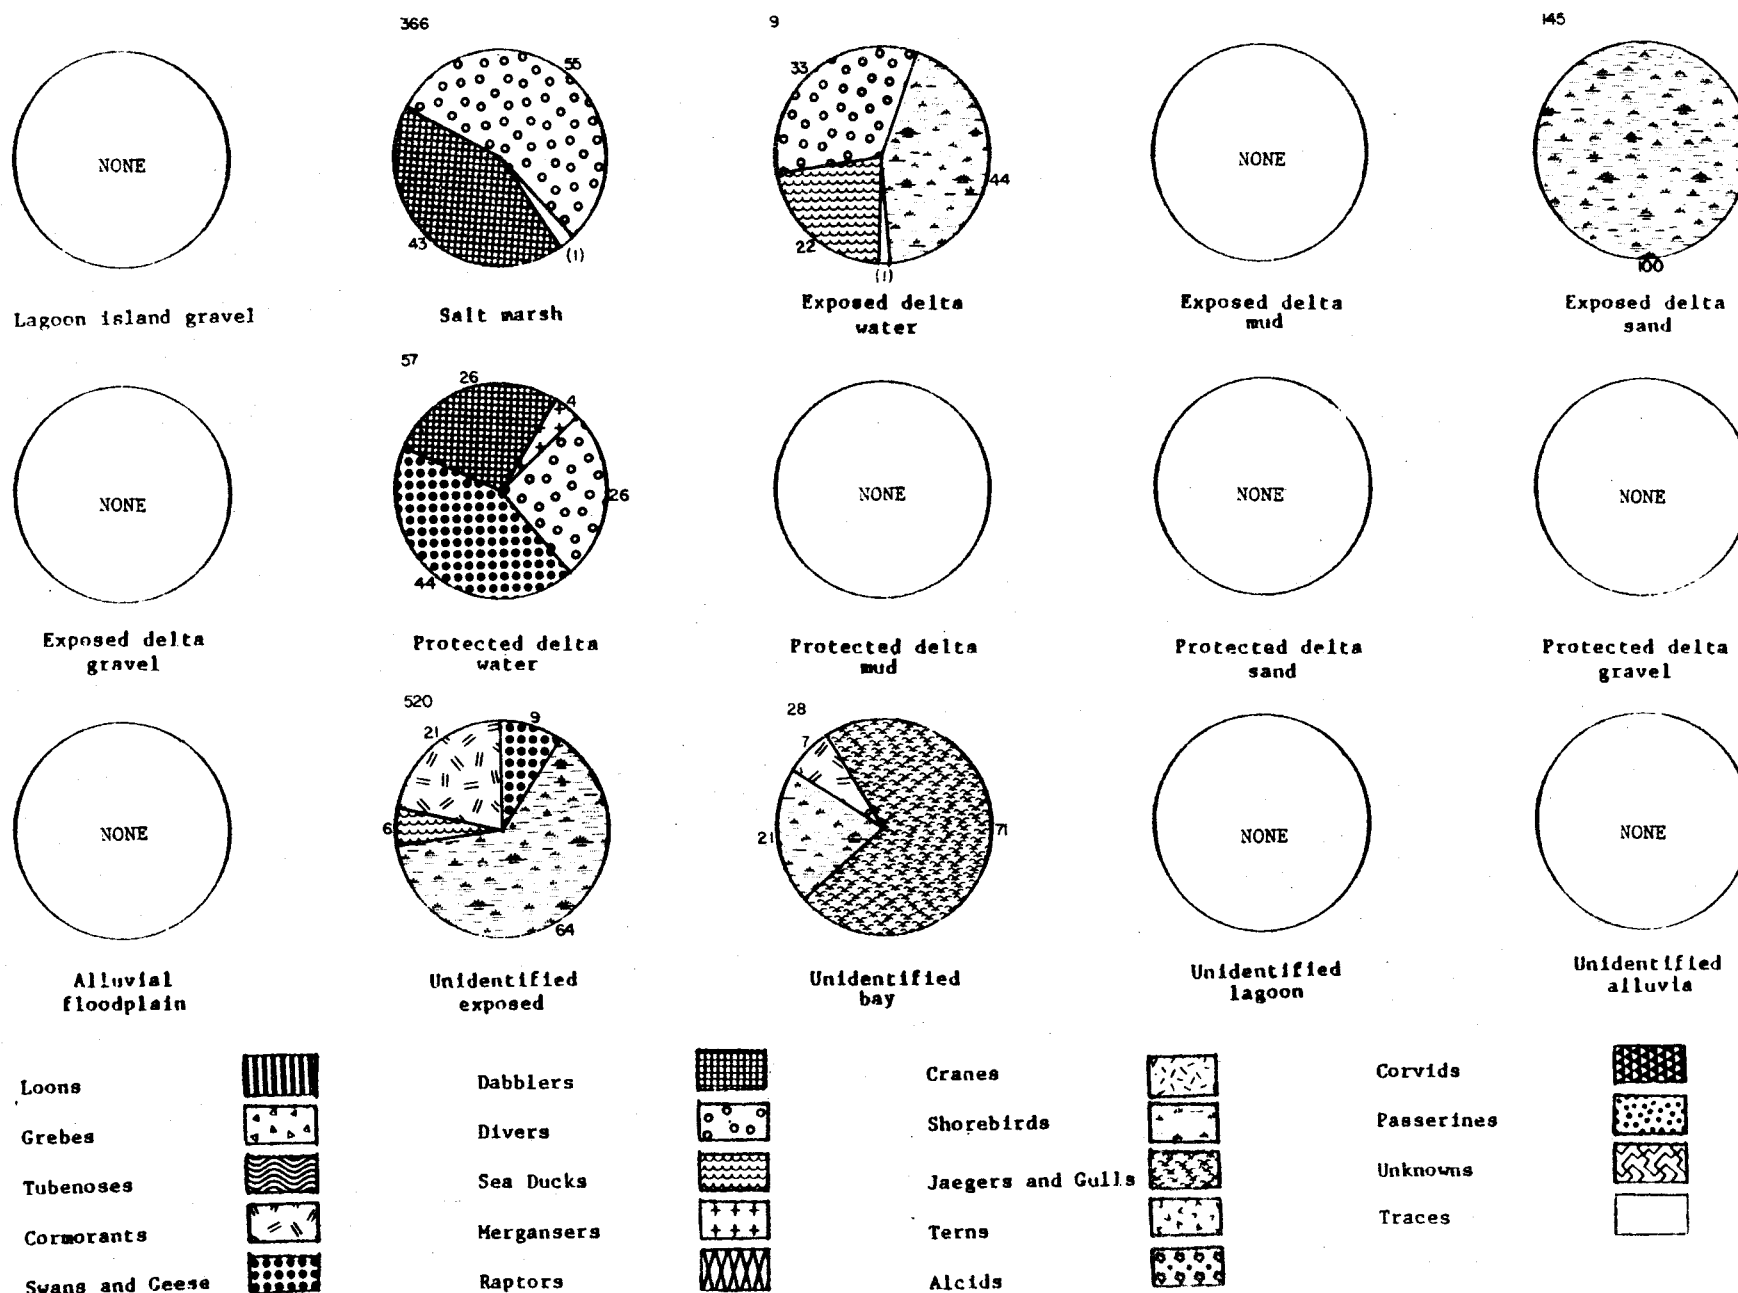 366
9
145
55
33
NONE
NONE
NONE
44
43
22
(1)
(1)
100
Lagoon island gravel
Salt marsh
Exposed delta
water
Exposed delta
mud
Exposed delta
sand
57
26
4
NONE
26
NONE
NONE
NONE
44
Exposed delta
gravel
Protected delta
water
Protected delta
mud
Protected delta
sand
Protected delta
gravel
520
28
21
9
7
NONE
6
21
71
NONE
NONE
64
Alluvial
floodplain
Unidentified
exposed
Unidentified
bay
Unidentified
lagoon
Unidentified
alluvia
Loons
Grebes
Tubenoses
Cormorants
Swans and Geese
Dabblers
Divers
Sea Ducks
Mergansers
Raptors
Cranes
Shorebirds
Jaegers and Gulls
Terns
Alcids
Corvids
Passerines
Unknowns
Traces